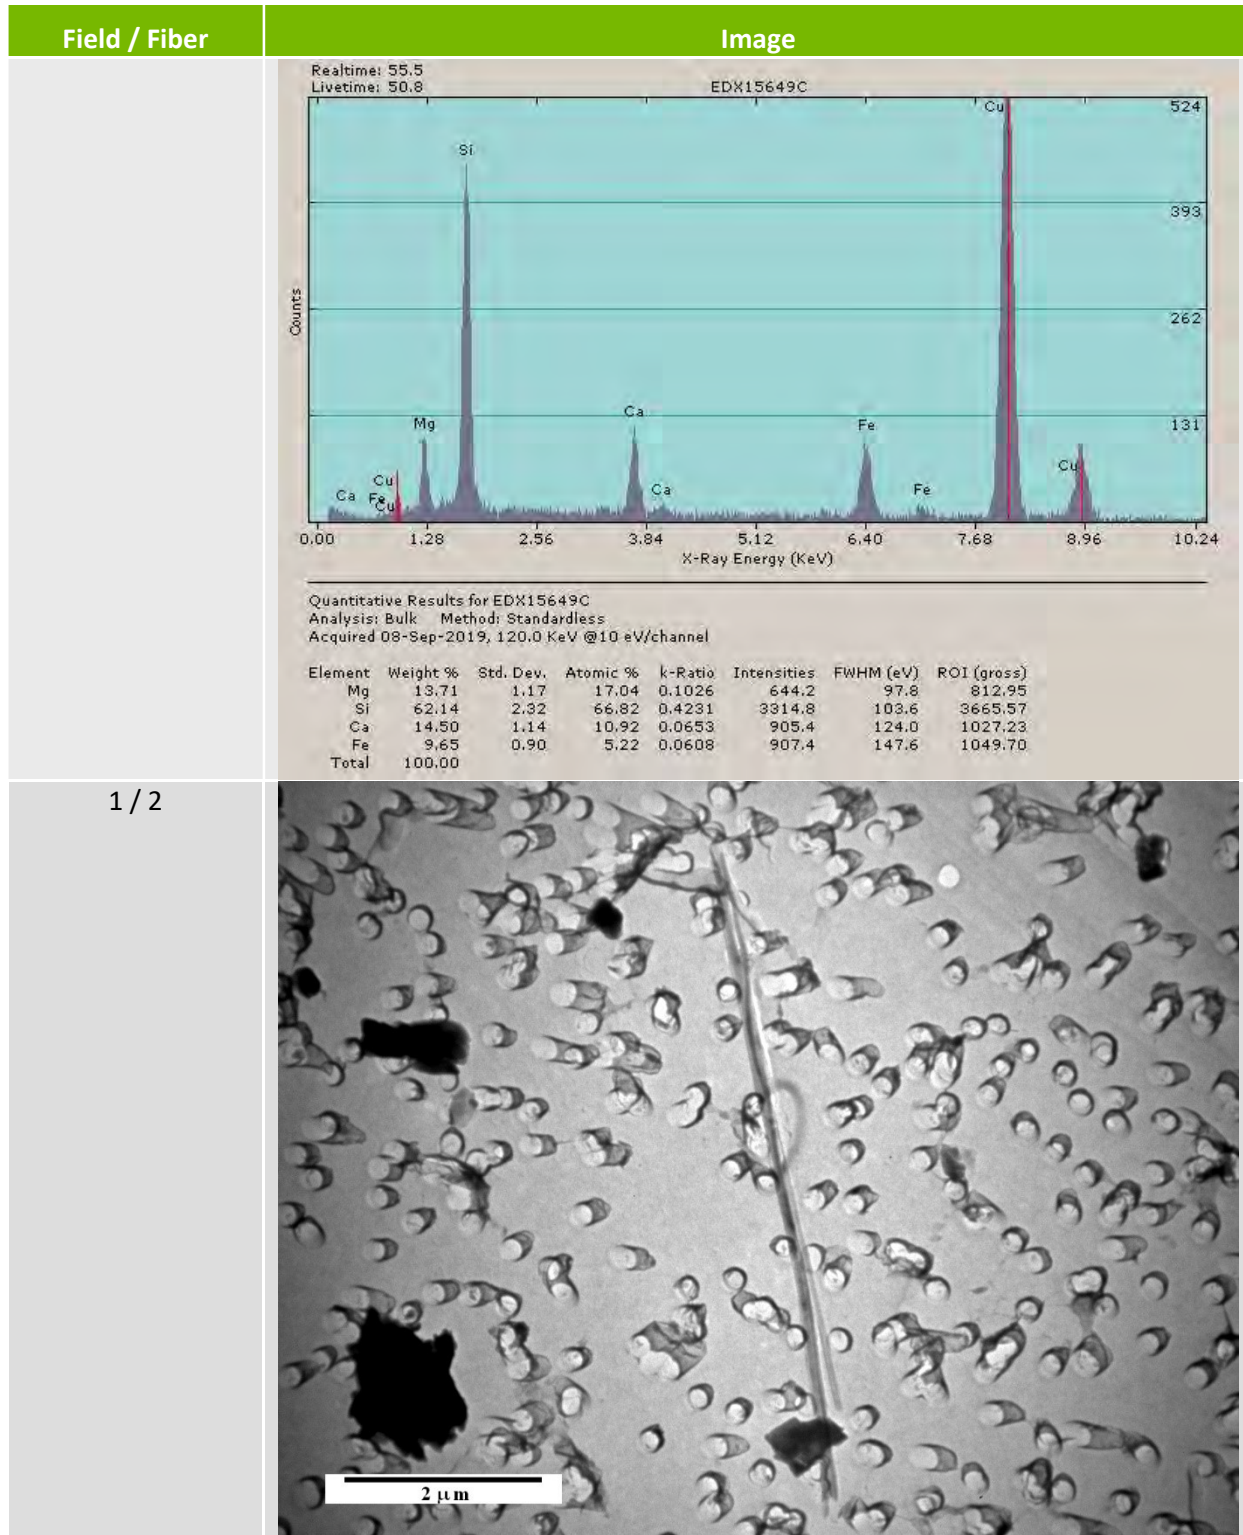 Field / Fiber Image
Realtime: 55.5
Livetime: 50.8 EDX15649C
Cu 524
Si
393
Counts
262
Ca
Mg Fe 131
Cu Cu
Ca Fe Ca Fe
Cu
0.00 1.28 2.56 3.84 5.12 6.40 7.68 8.96 10.24
X-Ray Energy (KeV)
Quantitative Results for EDX15649C
Analysis: Bulk Method: Standardless
Acquired 08-Sep-2019, 120.0 KeV @10 eV/channel
Element Weight % Std. Dev. Atomic % k-Ratio Intensities FWHM (eV) ROI (gross)
Mg 13.71 1.17 17.04 0.1026 644.2 97.8 812.95
Si 62.14 2.32 66.82 0.4231 3314.8 103.6 3665.57
Ca 14.50 1.14 10.92 0.0653 905.4 124.0 1027.23
Fe 9.65 0.90 5.22 0.0608 907.4 147.6 1049.70
Total 100.00
1 / 2
2 μm